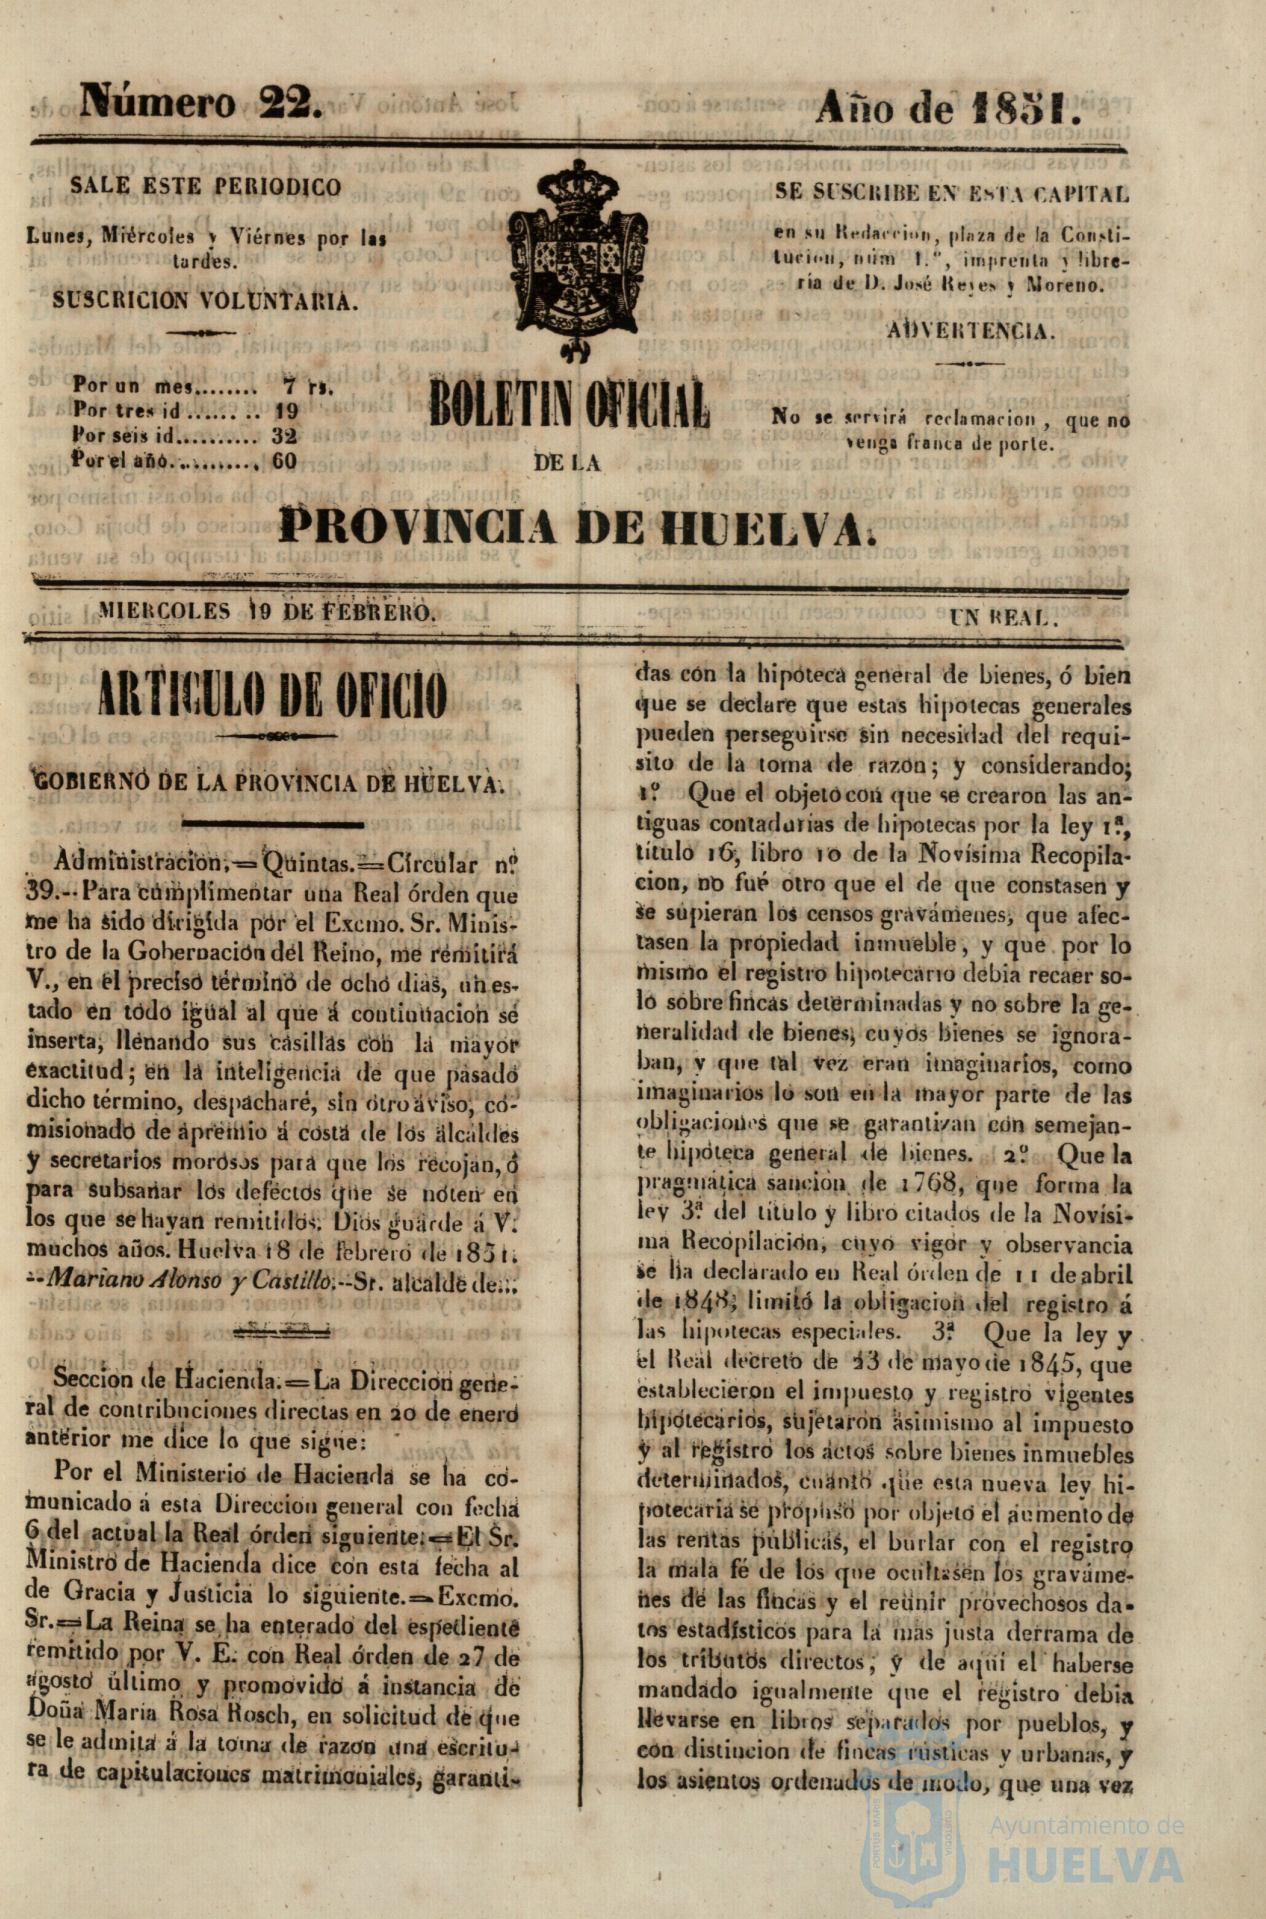 Número 22.
Año de 1851.
SALE ESTE PERIODICO
Lunes, Miércoles y Viérnes por las
tardes.
SUSCRICION VOLUNTARIA.
Por un mes........ 7 rs.
Por tres id ........ 19
Por seis id.......... 32
Por el año.......... 60
SE SUSCRIBE EN ESTA CAPITAL
en su Redaccion, plaza de la Consti-
tucion, núm 1.º, imprenta y libre-
ria de D. José Reyes y Moreno.
ADVERTENCIA.
No se servirá reclamacion, que no
venga franca de porte.
BOLETIN OFICIAL
DE LA
PROVINCIA DE HUELVA.
MIERCOLES 19 DE FEBRERO.
UN REAL.
ARTICULO DE OFICIO
GOBIERNO DE LA PROVINCIA DE HUELVA.
Administracion.=Quintas.=Circular n.º
39.--Para cumplimentar una Real órden que
me ha sido dirigida por el Excmo. Sr. Minis-
tro de la Gobernacion del Reino, me remitirá
V., en el preciso término de ocho dias, un es-
tado en todo igual al que á continuacion se
inserta, llenando sus casillas con la mayor
exactitud; en la inteligencia de que pasado
dicho término, despacharé, sin otro aviso, co-
misionado de apremio á costa de los alcaldes
y secretarios morosos para que los recojan, ó
para subsanar los defectos que se noten en
los que se hayan remitidos. Dios guarde á V.
muchos años. Huelva 18 de febrero de 1851.
--Mariano Alonso y Castillo.--Sr. alcalde de...
Seccion de Hacienda.=La Direccion gene-
ral de contribuciones directas en 20 de enero
anterior me dice lo que sigue:
Por el Ministerio de Hacienda se ha co-
municado á esta Direccion general con fecha
6 del actual la Real órden siguiente:=El Sr.
Ministro de Hacienda dice con esta fecha al
de Gracia y Justicia lo siguiente.=Excmo.
Sr.=La Reina se ha enterado del espediente
remitido por V. E. con Real órden de 27 de
agosto último y promovido á instancia de
Doña Maria Rosa Rosch, en solicitud de que
se le admita á la toma de razon una escritu-
ra de capitulaciones matrimoniales, garanti-
das con la hipoteca general de bienes, ó bien
que se declare que estas hipotecas generales
pueden perseguirse sin necesidad del requi-
sito de la toma de razon; y considerando;
1.º Que el objeto con que se crearon las an-
tiguas contadurias de hipotecas por la ley 1.ª,
título 16, libro 10 de la Novísima Recopila-
cion, no fué otro que el de que constasen y
se supieran los censos gravámenes, que afec-
tasen la propiedad inmueble, y que por lo
mismo el registro hipotecario debia recaer so-
lo sobre fincas determinadas y no sobre la ge-
neralidad de bienes, cuyos bienes se ignora-
ban, y que tal vez eran imaginarios, como
imaginarios lo son en la mayor parte de las
obligaciones que se garantizan con semejan-
te hipoteca general de bienes. 2.º Que la
pragmática sancion de 1768, que forma la
ley 3.ª del título y libro citados de la Novísi-
ma Recopilacion, cuyo vigor y observancia
se ha declarado en Real órden de 11 de abril
de 1848; limitó la obligacion del registro á
las hipotecas especiales. 3.ª Que la ley y
el Real decreto de 23 de mayo de 1845, que
establecieron el impuesto y registro vigentes
hipotecarios, sujetaron asimismo al impuesto
y al registro los actos sobre bienes inmuebles
determinados, cuanto que esta nueva ley hi-
potecaria se propuso por objeto el aumento de
las rentas públicas, el burlar con el registro
la mala fé de los que ocultasen los graváme-
nes de las fincas y el reunir provechosos da-
tos estadísticos para la mas justa derrama de
los tributos directos; y de aqui el haberse
mandado igualmente que el registro debia
llevarse en libros separados por pueblos, y
con distincion de fincas rústicas y urbanas, y
los asientos ordenados de modo, que una vez
PORTUS MARIS CUSTODIA
Ayuntamiento de
HUELVA